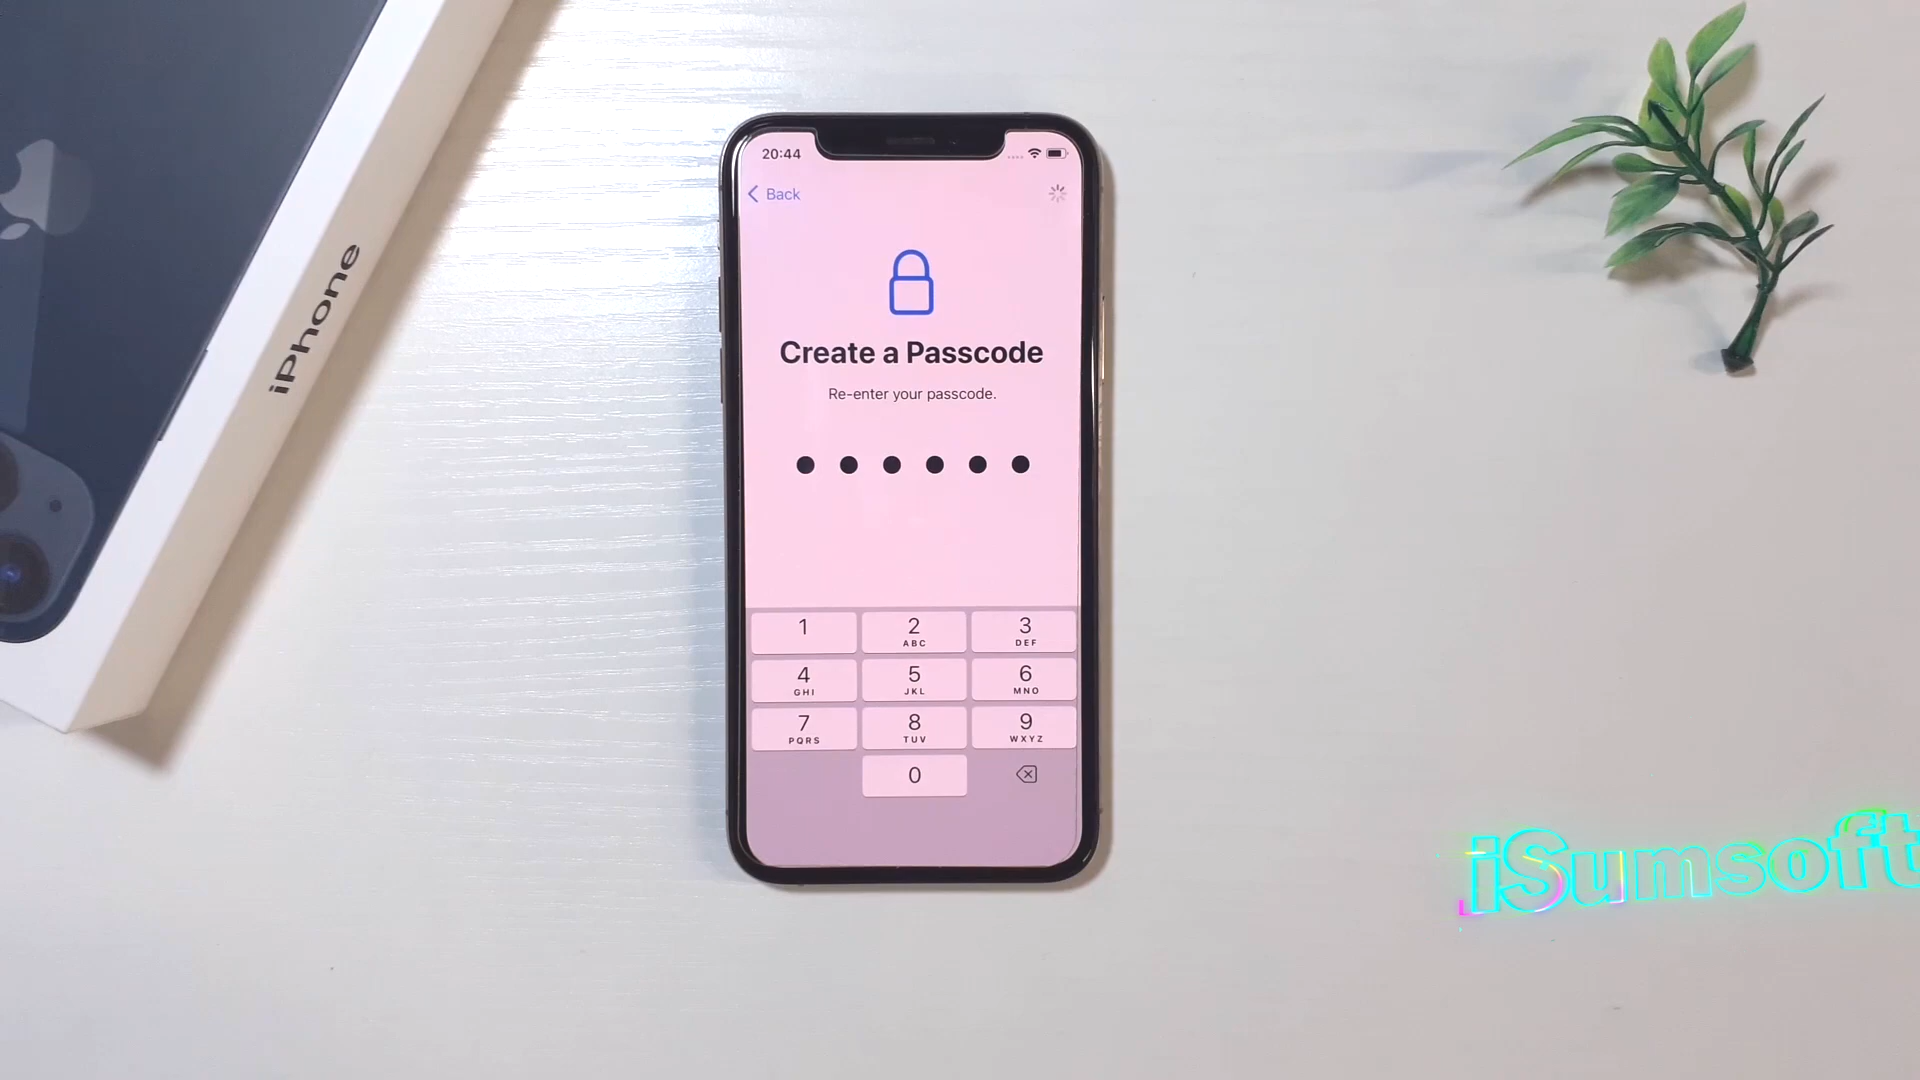 iPhone
20:44
Back
Create a Passcode
Re-enter your passcode.
1
2
ABC
3
DEF
4
GHI
5
JKL
6
MNO
7
PQRS
8
TUV
9
WXYZ
0
iSumsoft